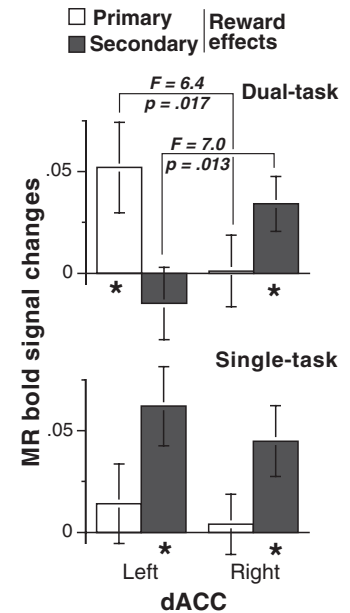 Primary
Secondary
Reward
effects
F = 6.4
p = .017
Dual-task
F = 7.0
p = .013
.05
0
*
*
MR bold signal changes
Single-task
.05
0
*
*
Left
Right
dACC